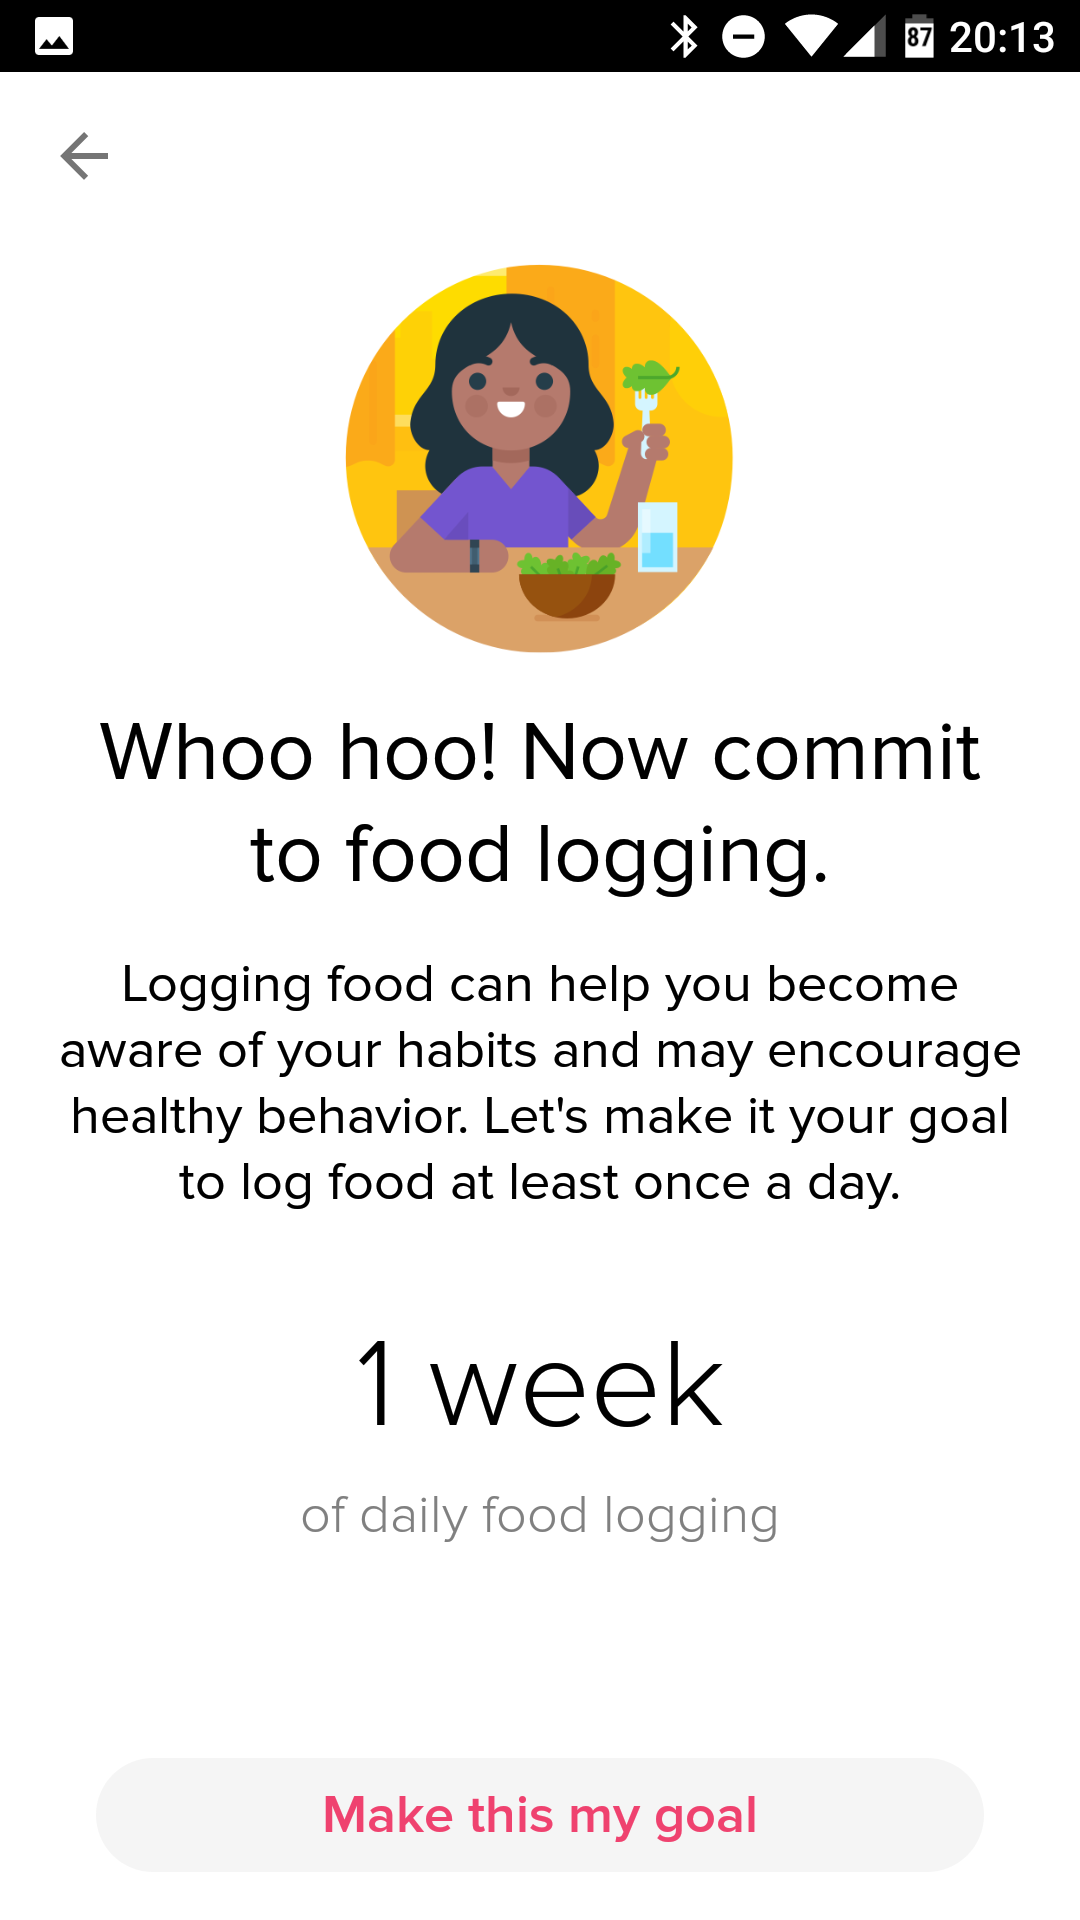 87 20:13
Whoo hoo! Now commit
to food logging.
Logging food can help you become
aware of your habits and may encourage
healthy behavior. Let's make it your goal
to log food at least once a day.
1 week
of daily food logging
Make this my goal